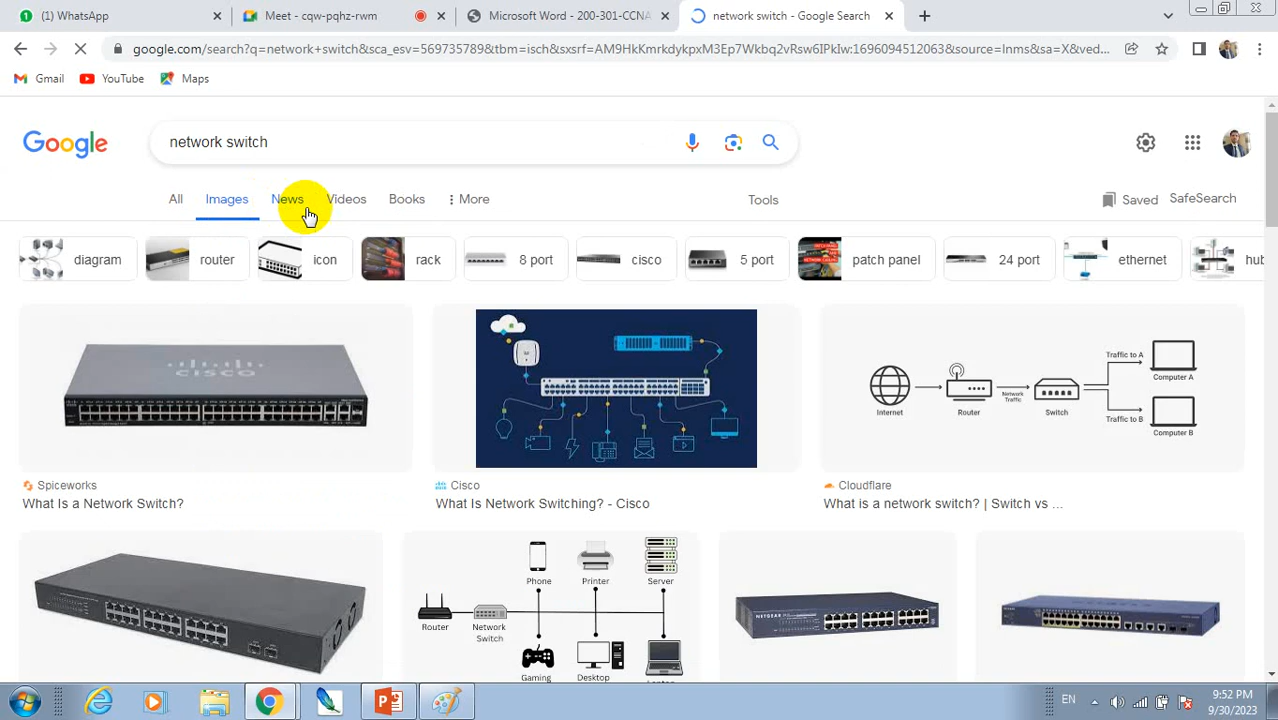 (1) WhatsApp
Meet - cqw-pqhz-rwm
Microsoft Word - 200-301-CCNA
network switch - Google Search
google.com/search?q=network+switch&sca_esv=569735789&tbm=isch&sxsrf=AM9HkKmrkdykpxM3Ep7Wkbq2vRsw6IPkIw:1696094512063&source=lnms&sa=X&ved...
Gmail
YouTube
Maps
Google
network switch
All
Images
News
Videos
Books
More
Tools
Saved
SafeSearch
diagram
router
icon
rack
8 port
cisco
5 port
patch panel
24 port
ethernet
hub
CISCO
Internet
Router
Network
Traffic
Switch
Traffic to A
Computer A
Traffic to B
Computer B
Spiceworks
What Is a Network Switch?
Cisco
What Is Network Switching? - Cisco
Cloudflare
What is a network switch? | Switch vs ...
Phone
Printer
Server
Router
Network
Switch
Gaming
Desktop
NETGEAR
EN
9:52 PM
9/30/2023